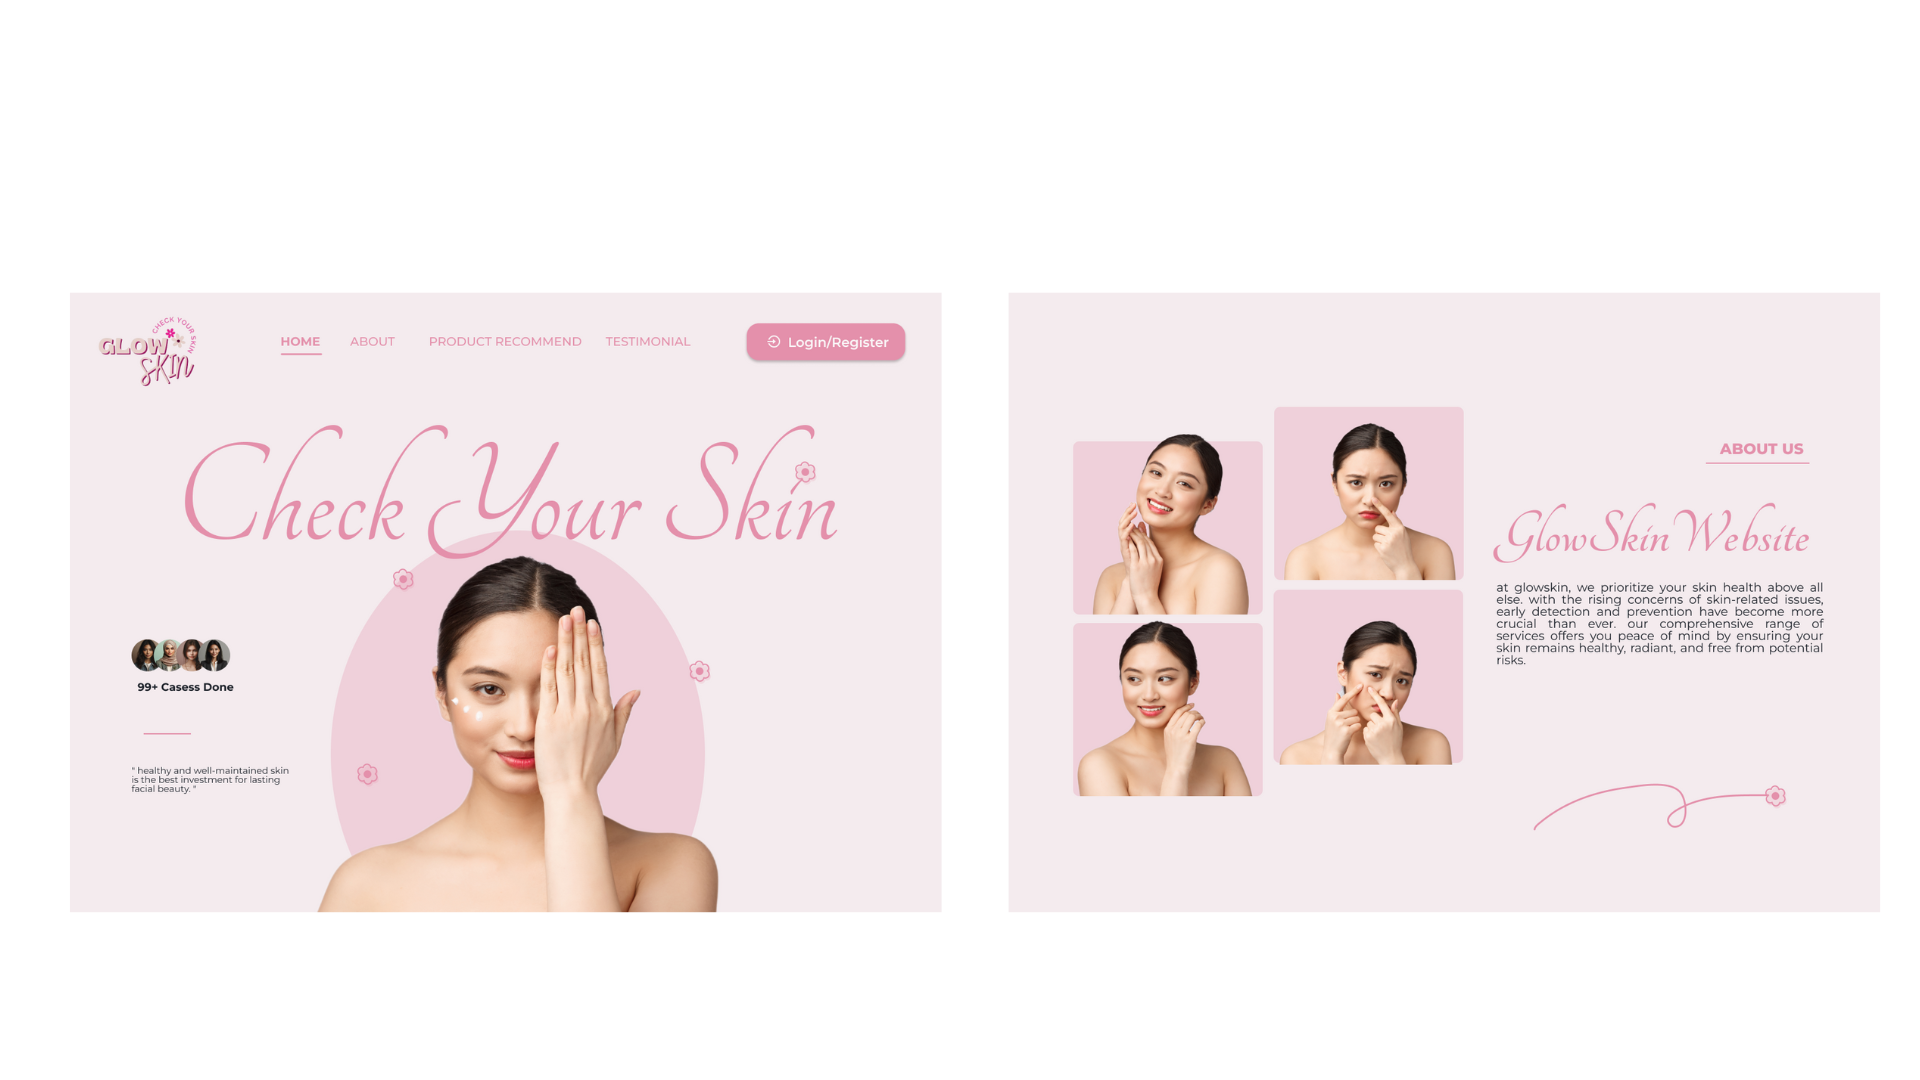 CHECK YOUR SKIN
GLOW
SKIN
HOME ABOUT PRODUCT RECOMMEND TESTIMONIAL
Login/Register
Check Your Skin
99+ Casess Done
" healthy and well-maintained skin
is the best investment for lasting
facial beauty. "
ABOUT US
GlowSkin Website
at glowskin, we prioritize your skin health above all
else. with the rising concerns of skin-related issues,
early detection and prevention have become more
crucial than ever. our comprehensive range of
services offers you peace of mind by ensuring your
skin remains healthy, radiant, and free from potential
risks.